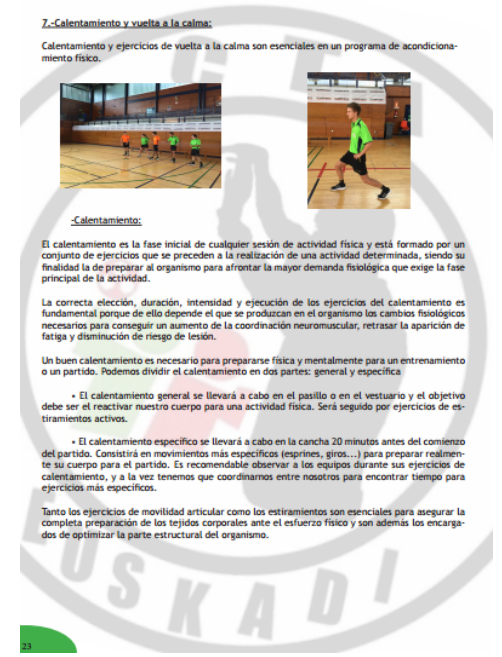 7.-Calentamiento y vuelta a la calma:
Calentamiento y ejercicios de vuelta a la calma son esenciales en un programa de acondiciona-
miento físico.
-Calentamiento:
El calentamiento es la fase inicial de cualquier sesión de actividad física y está formado por un
conjunto de ejercicios que se preceden a la realización de una actividad determinada, siendo su
finalidad la de preparar al organismo para afrontar la mayor demanda fisiológica que exige la fase
principal de la actividad.
La correcta elección, duración, intensidad y ejecución de los ejercicios del calentamiento es
fundamental porque de ello depende el que se produzcan en el organismo los cambios fisiológicos
necesarios para conseguir un aumento de la coordinación neuromuscular, retrasar la aparición de
fatiga y disminución de riesgo de lesión.
Un buen calentamiento es necesario para prepararse física y mentalmente para un entrenamiento
o un partido. Podemos dividir el calentamiento en dos partes: general y específica
• El calentamiento general se llevará a cabo en el pasillo o en el vestuario y el objetivo
debe ser el reactivar nuestro cuerpo para una actividad física. Será seguido por ejercicios de es-
tiramientos activos.
• El calentamiento específico se llevará a cabo en la cancha 20 minutos antes del comienzo
del partido. Consistirá en movimientos más específicos (esprines, giros...) para preparar realmen-
te su cuerpo para el partido. Es recomendable observar a los equipos durante sus ejercicios de
calentamiento, y a la vez tenemos que coordinarnos entre nosotros para encontrar tiempo para
ejercicios más específicos.
Tanto los ejercicios de movilidad articular como los estiramientos son esenciales para asegurar la
completa preparación de los tejidos corporales ante el esfuerzo físico y son además los encarga-
dos de optimizar la parte estructural del organismo.
EUSKADI
23